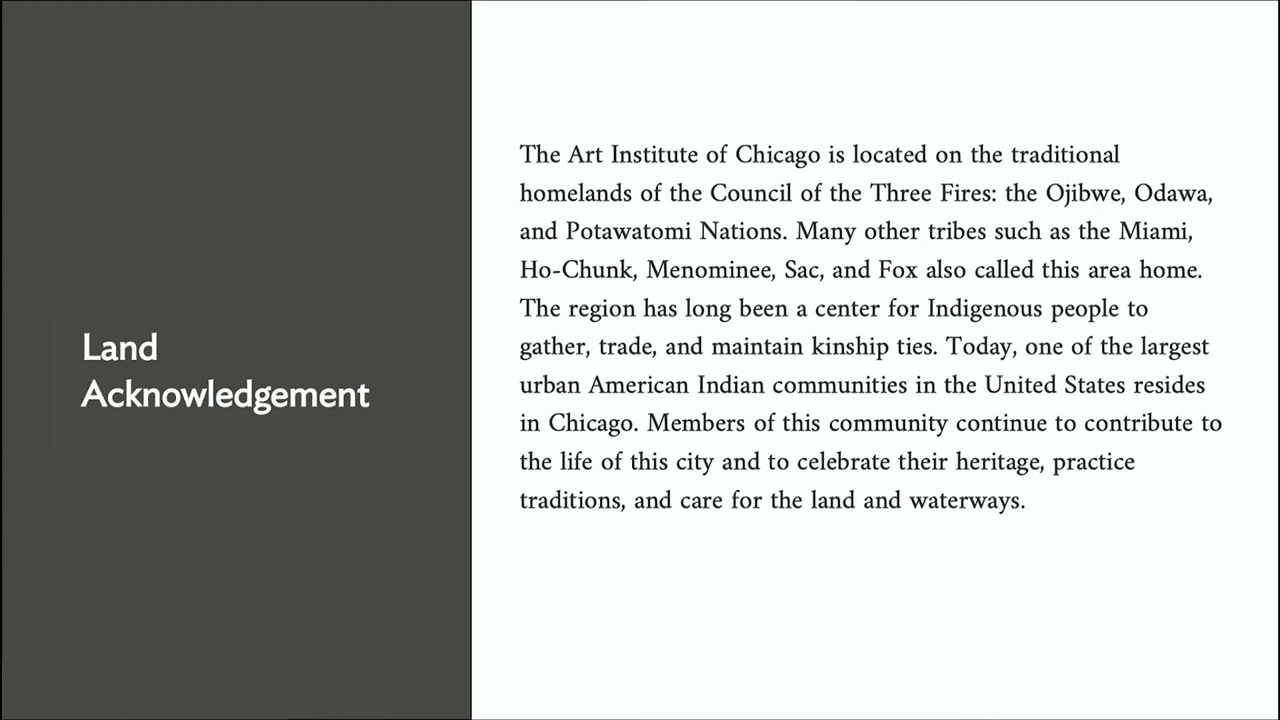 Land
Acknowledgement
The Art Institute of Chicago is located on the traditional
homelands of the Council of the Three Fires: the Ojibwe, Odawa,
and Potawatomi Nations. Many other tribes such as the Miami,
Ho-Chunk, Menominee, Sac, and Fox also called this area home.
The region has long been a center for Indigenous people to
gather, trade, and maintain kinship ties. Today, one of the largest
urban American Indian communities in the United States resides
in Chicago. Members of this community continue to contribute to
the life of this city and to celebrate their heritage, practice
traditions, and care for the land and waterways.